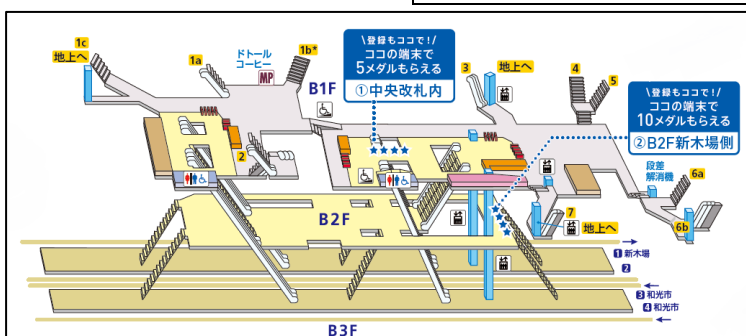 1c
地上へ
1a
ドトール
コーヒー
MP
1b*
B1F
\登録もココで!/
ココの端末で
5メダルもらえる
①中央改札内
3
地上へ
4
5
\登録もココで!/
ココの端末で
10メダルもらえる
②B2F新木場側
2
段差
解消機
6a
6b
7
地上へ
B2F
1 新木場
2
3 和光市
4 和光市
B3F